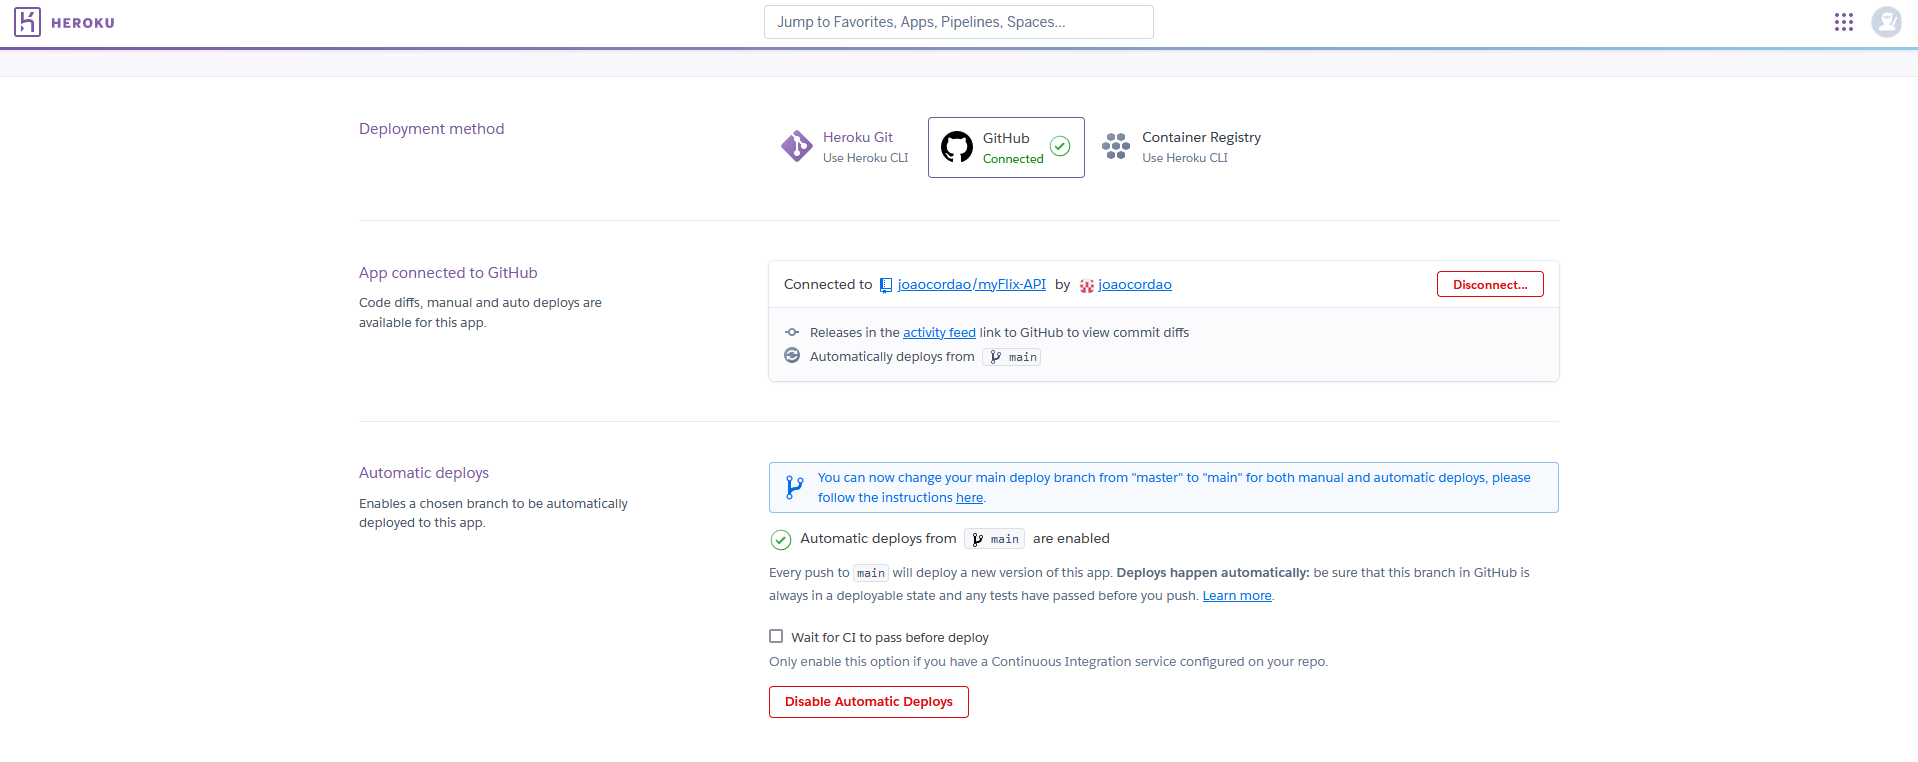 HEROKU
Jump to Favorites, Apps, Pipelines, Spaces...
Deployment method
Heroku Git
Use Heroku CLI
GitHub
Connected
Container Registry
Use Heroku CLI
App connected to GitHub
Code diffs, manual and auto deploys are
available for this app.
Connected to joaocordao/myFlix-API by joaocordao
Disconnect...
Releases in the activity feed link to GitHub to view commit diffs
Automatically deploys from main
Automatic deploys
Enables a chosen branch to be automatically
deployed to this app.
You can now change your main deploy branch from "master" to "main" for both manual and automatic deploys, please
follow the instructions here.
Automatic deploys from main are enabled
Every push to main will deploy a new version of this app. Deploys happen automatically: be sure that this branch in GitHub is
always in a deployable state and any tests have passed before you push. Learn more.
Wait for CI to pass before deploy
Only enable this option if you have a Continuous Integration service configured on your repo.
Disable Automatic Deploys